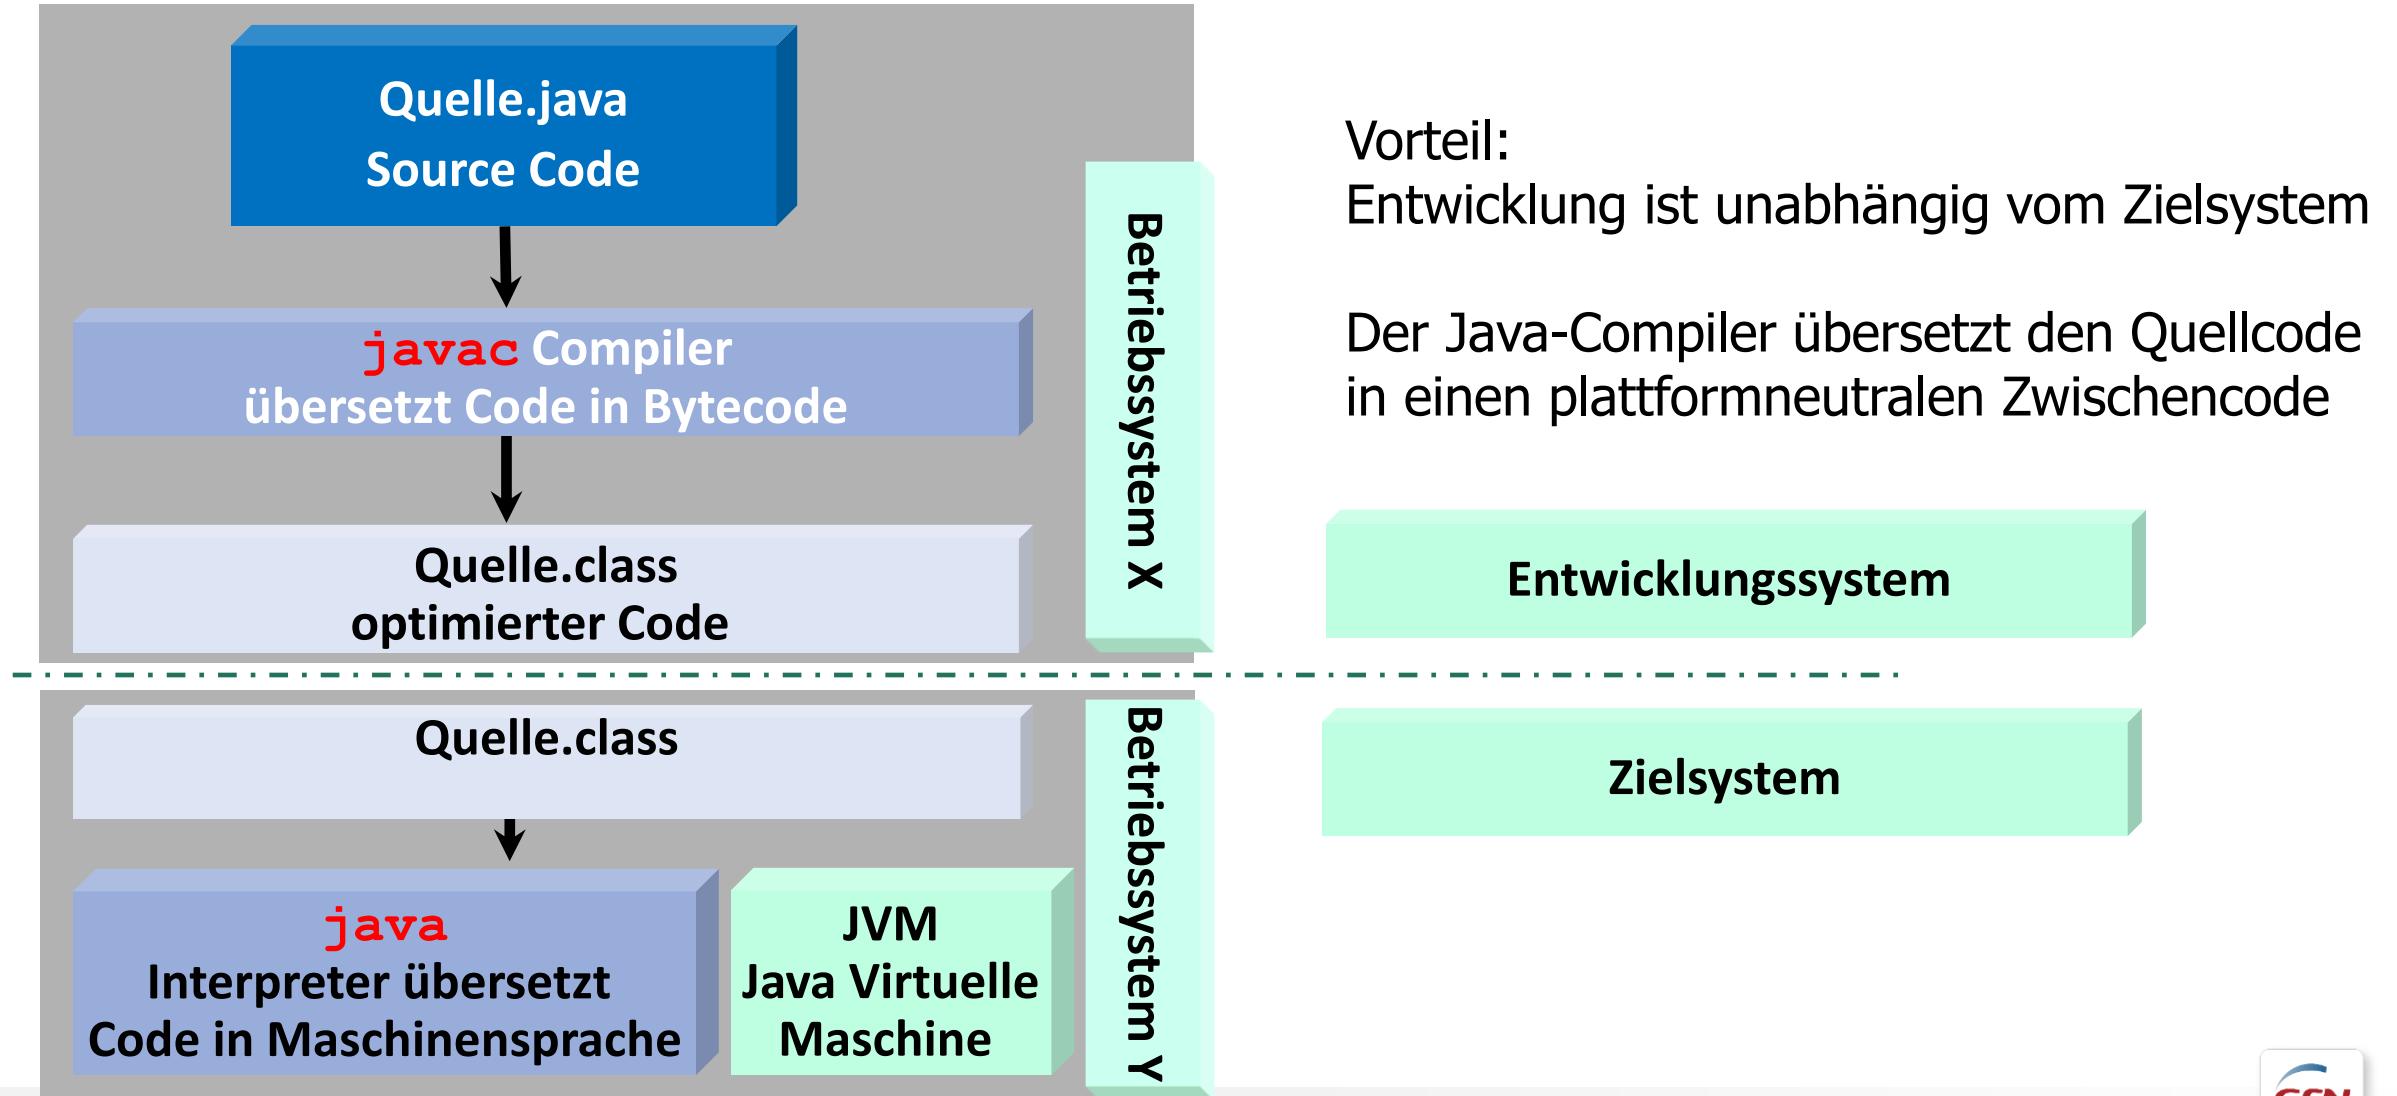 Quelle.java
Source Code
javac Compiler
übersetzt Code in Bytecode
Quelle.class
optimierter Code
Betriebssystem X
Vorteil:
Entwicklung ist unabhängig vom Zielsystem
Der Java-Compiler übersetzt den Quellcode
in einen plattformneutralen Zwischencode
Entwicklungssystem
Quelle.class
java
Interpreter übersetzt
Code in Maschinensprache
JVM
Java Virtuelle
Maschine
Betriebssystem Y
Zielsystem